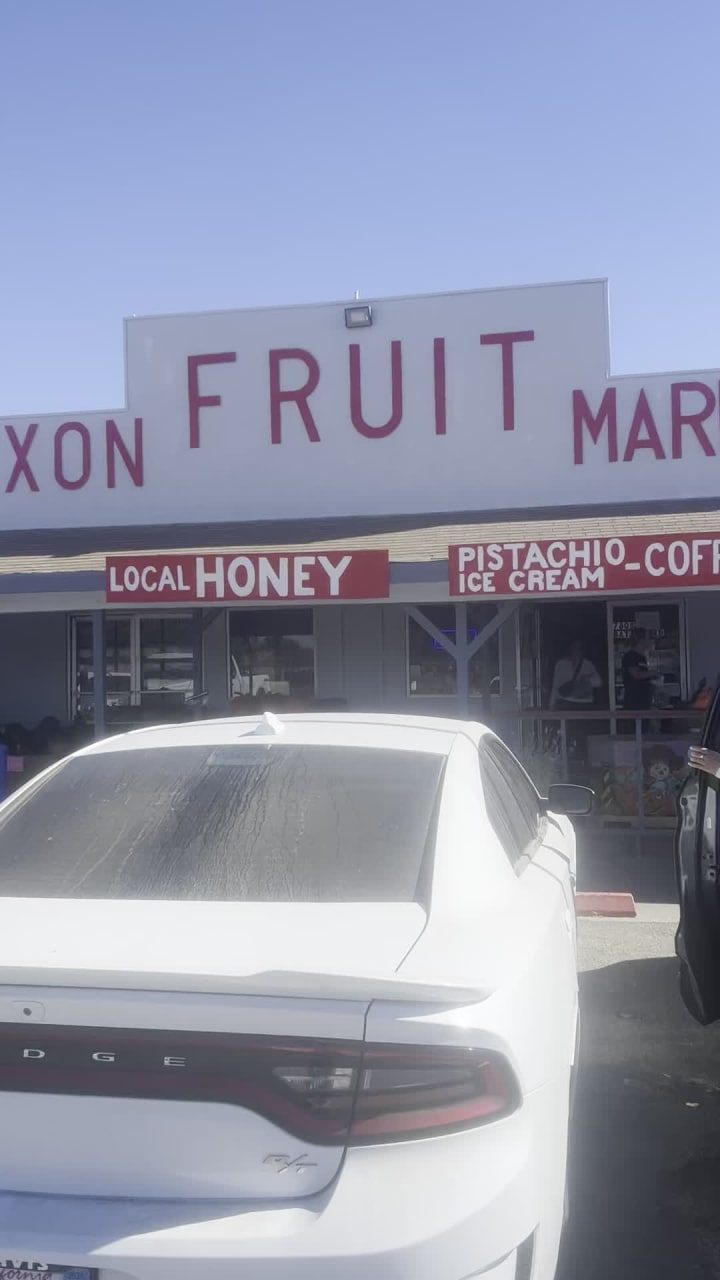 XON FRUIT MAR
LOCAL HONEY
PISTACHIO - COFF
ICE CREAM
DGE
R/T